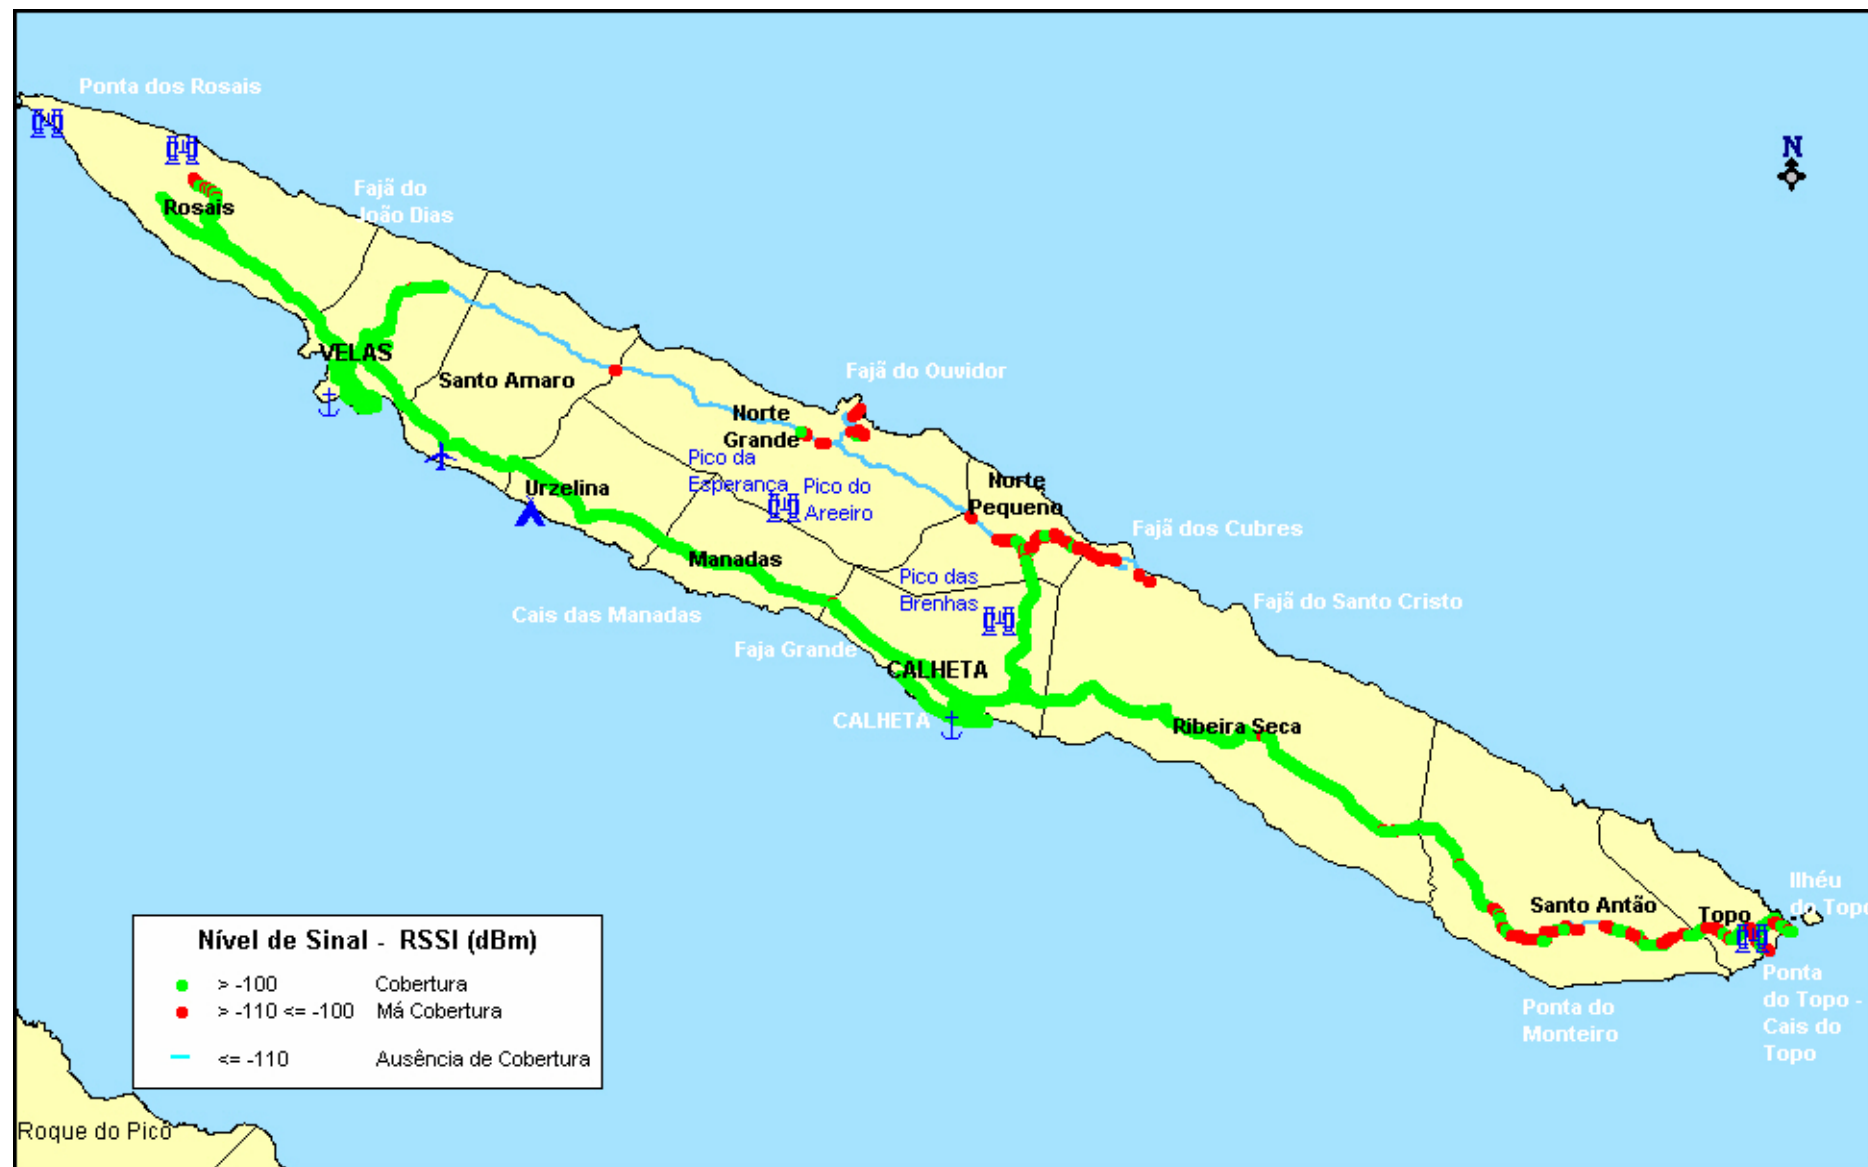 Ponta dos Rosais
N
Fajã do
João Dias
Rosais
VELAS
Santo Amaro
Fajã do Ouvidor
Norte
Grande
Pico da
Esperança
Pico do
Areeiro
Norte
Pequeno
Urzelina
Fajã dos Cubres
Manadas
Pico das
Brenhas
Fajã do Santo Cristo
Cais das Manadas
Faja Grande
CALHETA
CALHETA
Ribeira Seca
Ilhéu
do Topo
Santo Antão
Topo
Ponta
do Topo -
Cais do
Topo
Ponta do
Monteiro
Nível de Sinal - RSSI (dBm)
> -100 Cobertura
> -110 <= -100 Má Cobertura
<= -110 Ausência de Cobertura
Roque do Pico